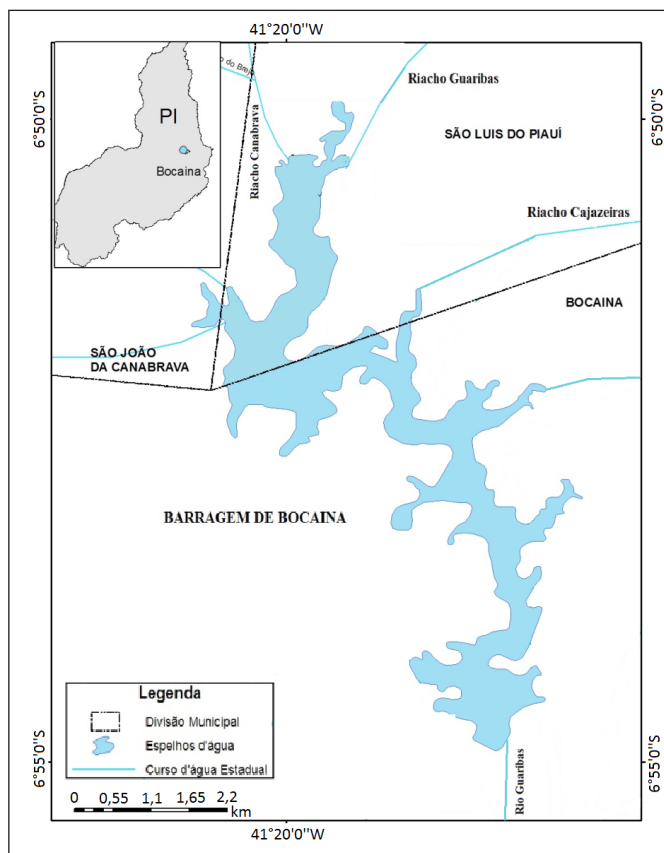 41°20'0"W
6°50'0"S
6°50'0"S
do Brejo
PI
Bocaina
Riacho Canabrava
Riacho Guaribas
SÃO LUIS DO PIAUÍ
Riacho Cajazeiras
BOCAINA
SÃO JOÃO
DA CANABRAVA
BARRAGEM DE BOCAINA
Legenda
Divisão Municipal
Espelhos d'água
Curso d'água Estadual
0 0,55 1,1 1,65 2,2
km
Rio Guaribas
6°55'0"S
6°55'0"S
41°20'0"W